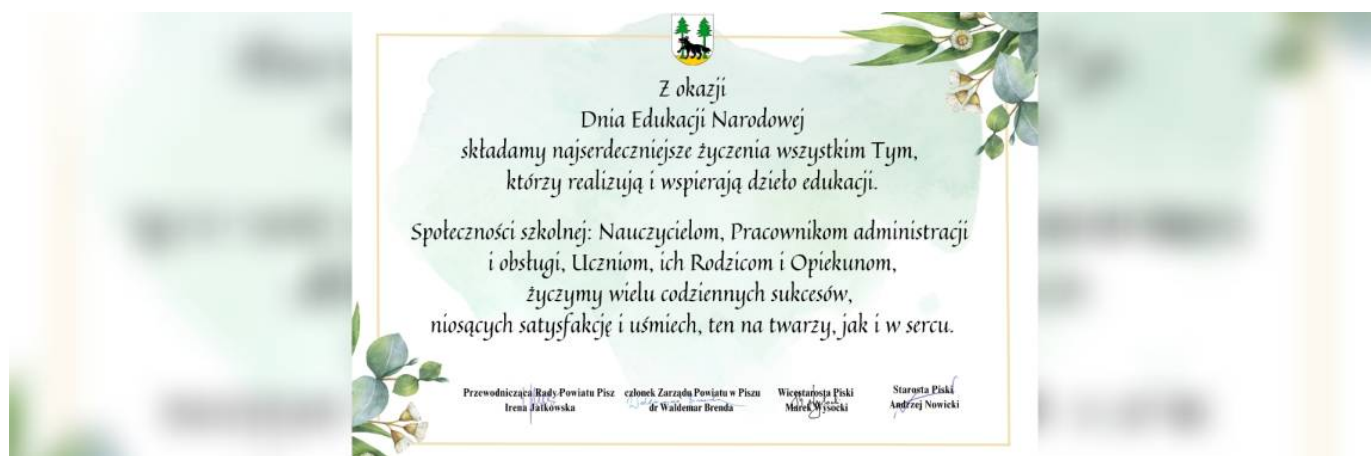 Z okazji
Dnia Edukacji Narodowej
składamy najserdeczniejsze życzenia wszystkim Tym,
którzy realizują i wspierają dzieło edukacji.
Społeczności szkolnej: Nauczycielom, Pracownikom administracji
i obsługi, Uczniom, ich Rodzicom i Opiekunom,
życzymy wielu codziennych sukcesów,
niosących satysfakcję i uśmiech, ten na twarzy, jak i w sercu.
Przewodnicząca Rady Powiatu Pisz
Irena Jatkowska
członek Zarządu Powiatu w Piszu
dr Waldemar Brenda
Wicestarosta Piski
Marek Wysocki
Starosta Piski
Andrzej Nowicki